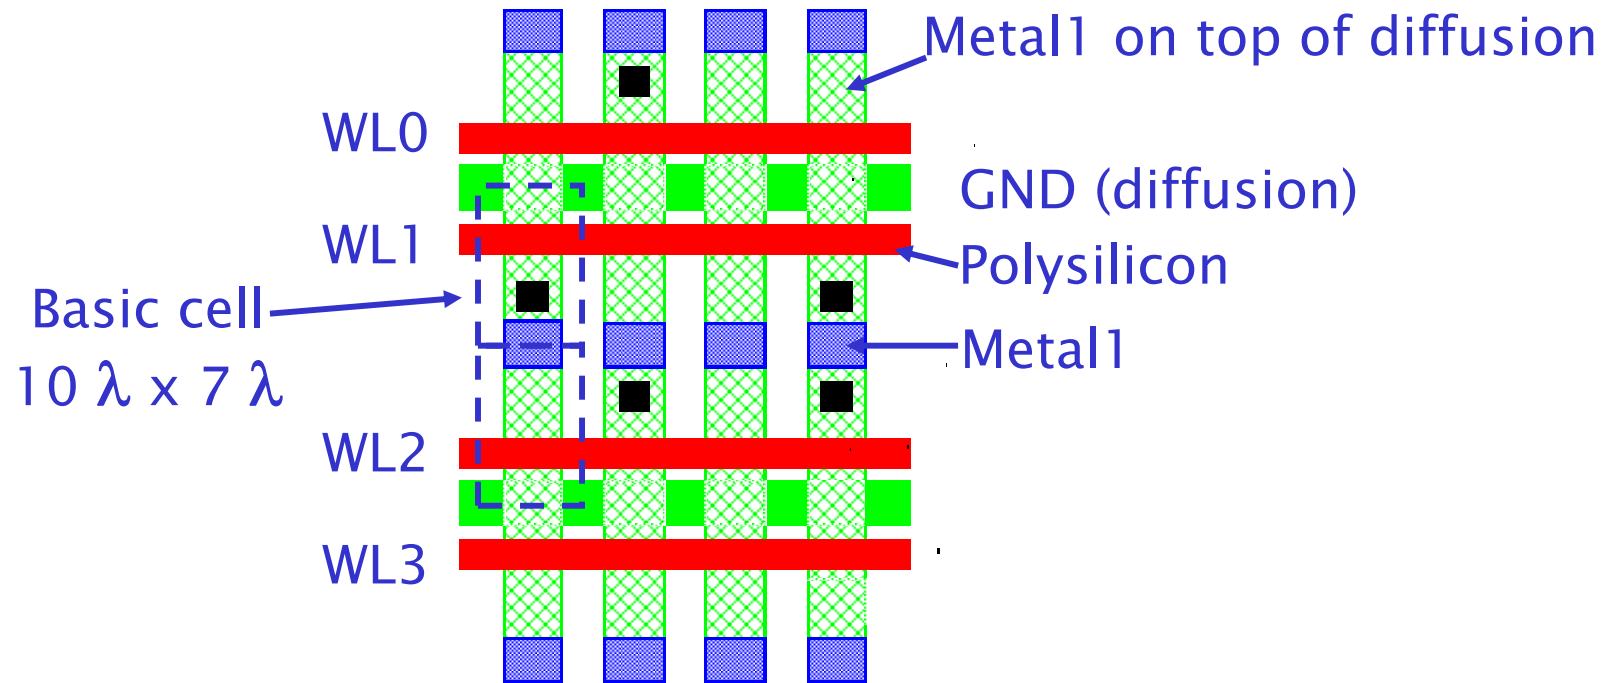 Metal1 on top of diffusion
WL0
GND (diffusion)
WL1
Polysilicon
Basic cell
10 λ x 7 λ
Metal1
WL2
WL3